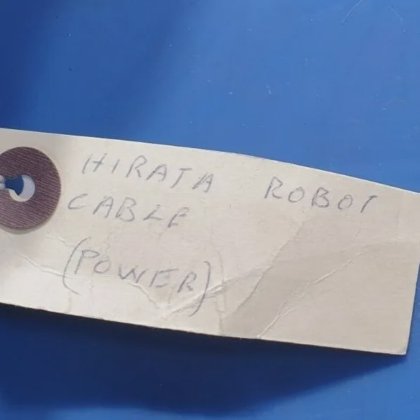 HIRATA ROBOT
CABLE
(POWER)